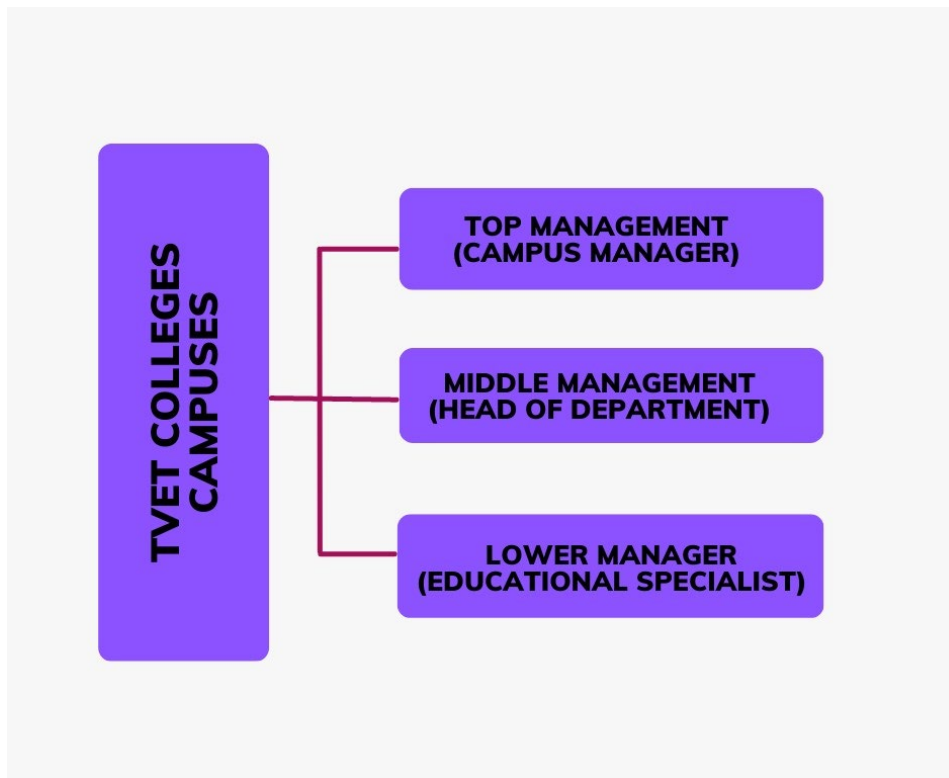 TVET COLLEGES
CAMPUSES
TOP MANAGEMENT
(CAMPUS MANAGER)
MIDDLE MANAGEMENT
(HEAD OF DEPARTMENT)
LOWER MANAGER
(EDUCATIONAL SPECIALIST)